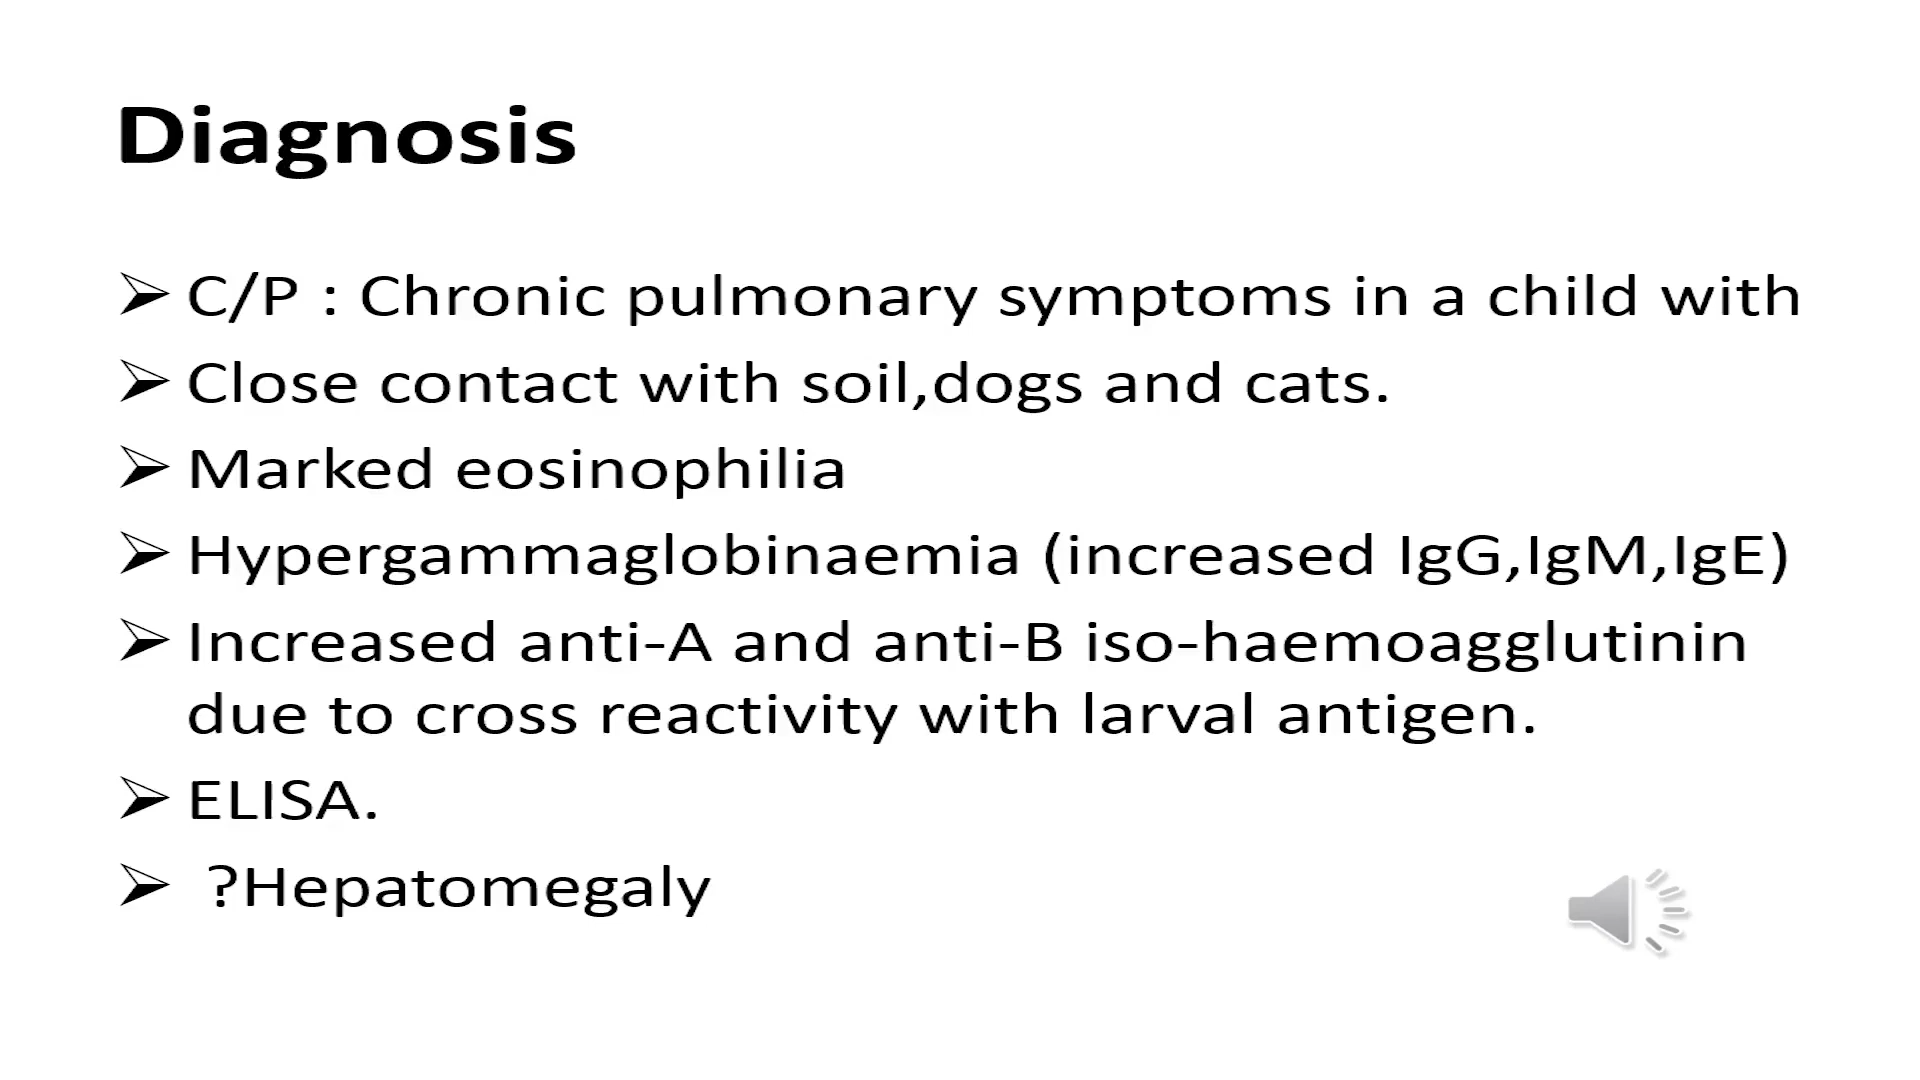 Diagnosis
➢ C/P : Chronic pulmonary symptoms in a child with
➢ Close contact with soil,dogs and cats.
➢ Marked eosinophilia
➢ Hypergammaglobinaemia (increased IgG,IgM,IgE)
➢ Increased anti-A and anti-B iso-haemoagglutinin
due to cross reactivity with larval antigen.
➢ ELISA.
➢ ?Hepatomegaly